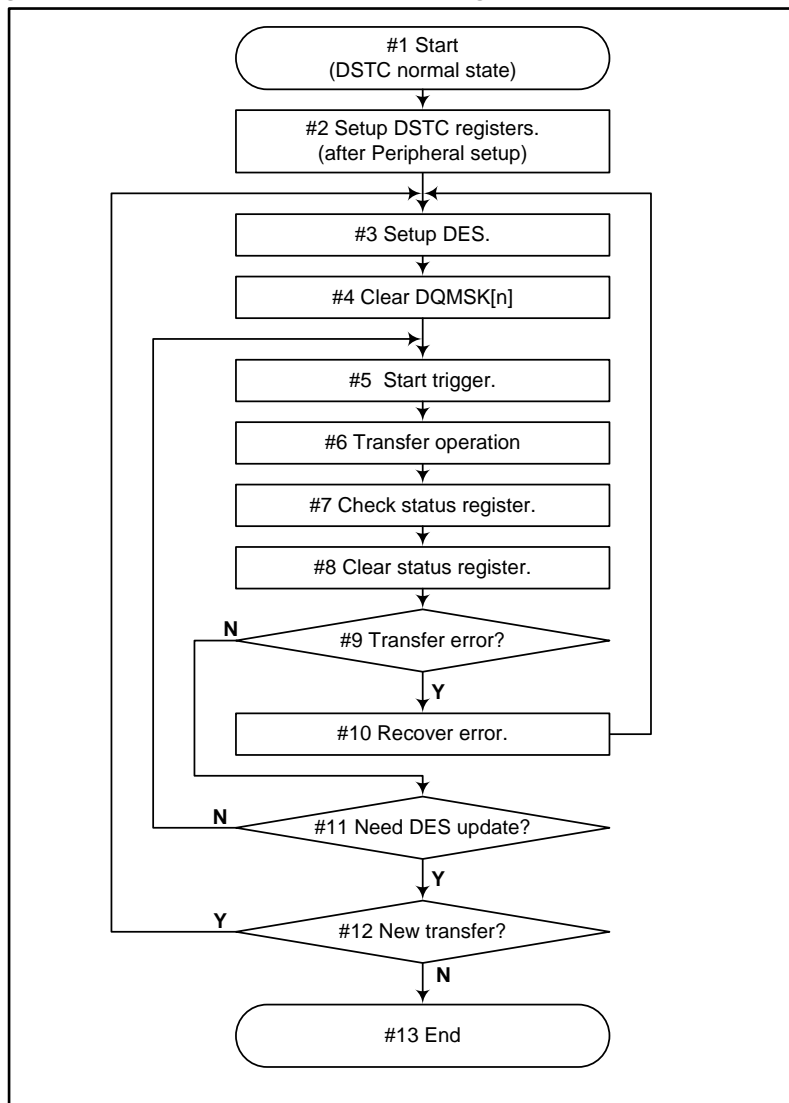 #1 Start
(DSTC normal state)
#2 Setup DSTC registers.
(after Peripheral setup)
#3 Setup DES.
#4 Clear DQMSK[n]
#5 Start trigger.
#6 Transfer operation
#7 Check status register.
#8 Clear status register.
N
#9 Transfer error?
Y
#10 Recover error.
N
#11 Need DES update?
Y
Y
#12 New transfer?
N
#13 End